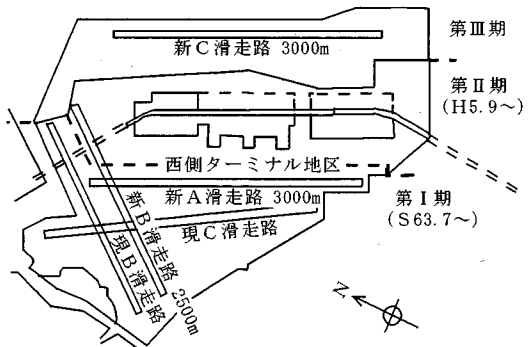 新C滑走路 3000m
第Ⅲ期
第Ⅱ期
(H5.9~)
西側ターミナル地区
新A滑走路 3000m
第Ⅰ期
(S63.7~)
現C滑走路
新B滑走路 2500m
現B滑走路
N